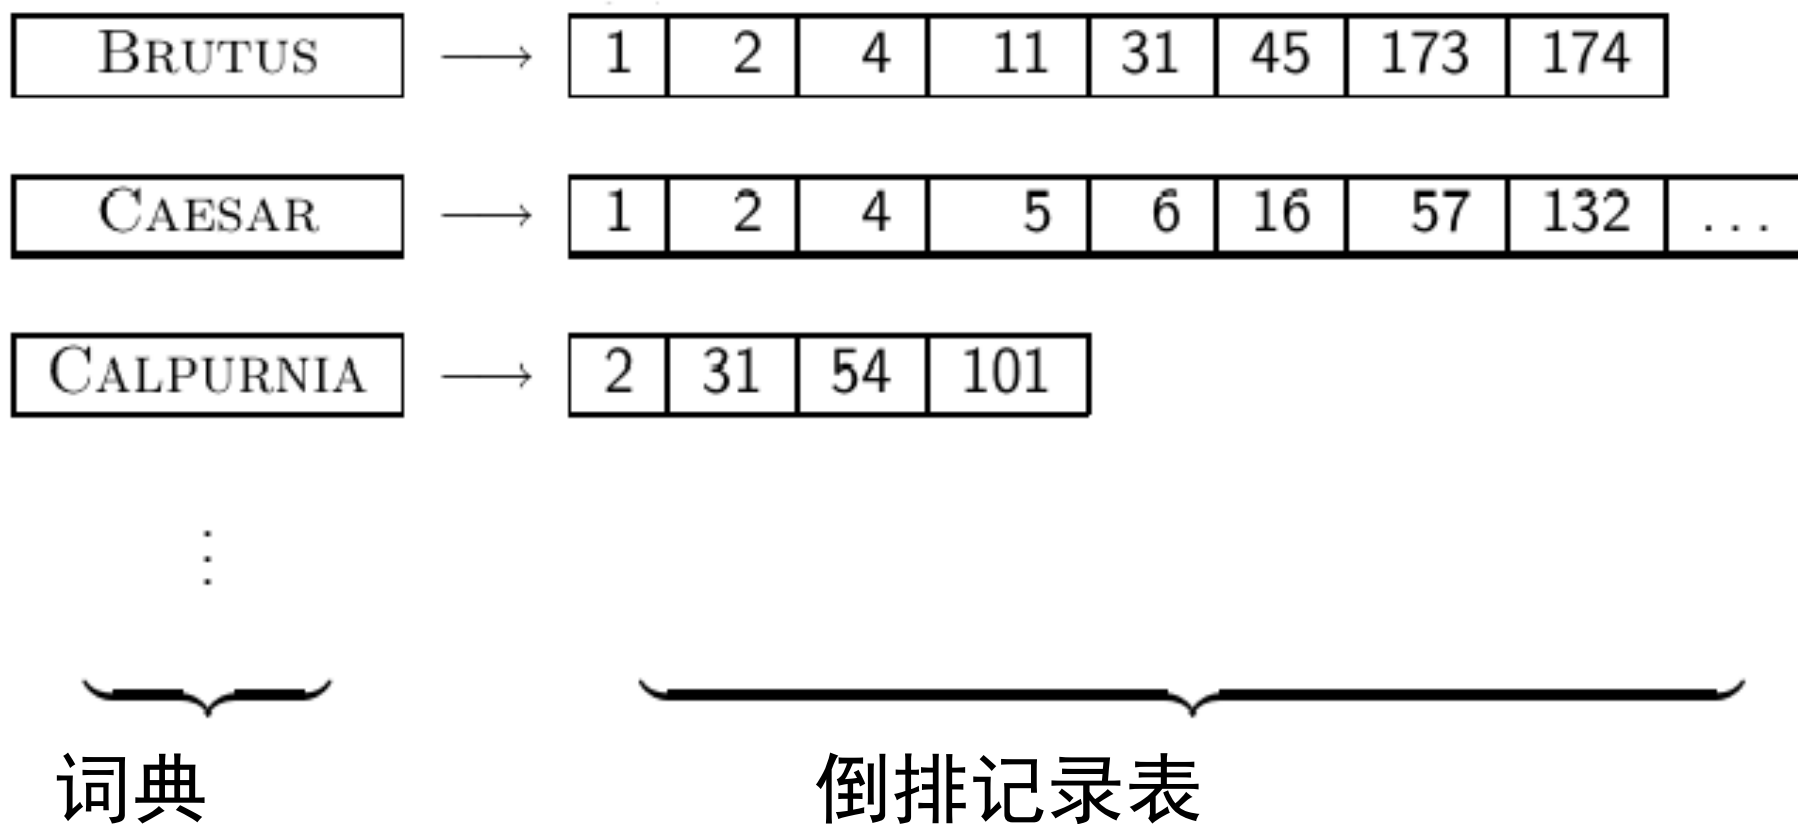 BRUTUS → 1 2 4 11 31 45 173 174
CAESAR → 1 2 4 5 6 16 57 132 ...
CALPURNIA → 2 31 54 101
⋮
词典 倒排记录表